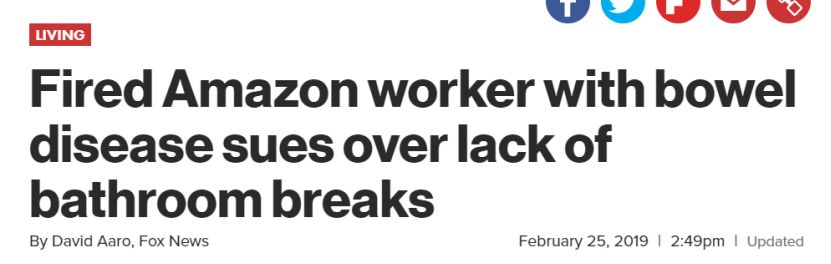 LIVING
Fired Amazon worker with bowel
disease sues over lack of
bathroom breaks
By David Aaro, Fox News
February 25, 2019 | 2:49pm | Updated